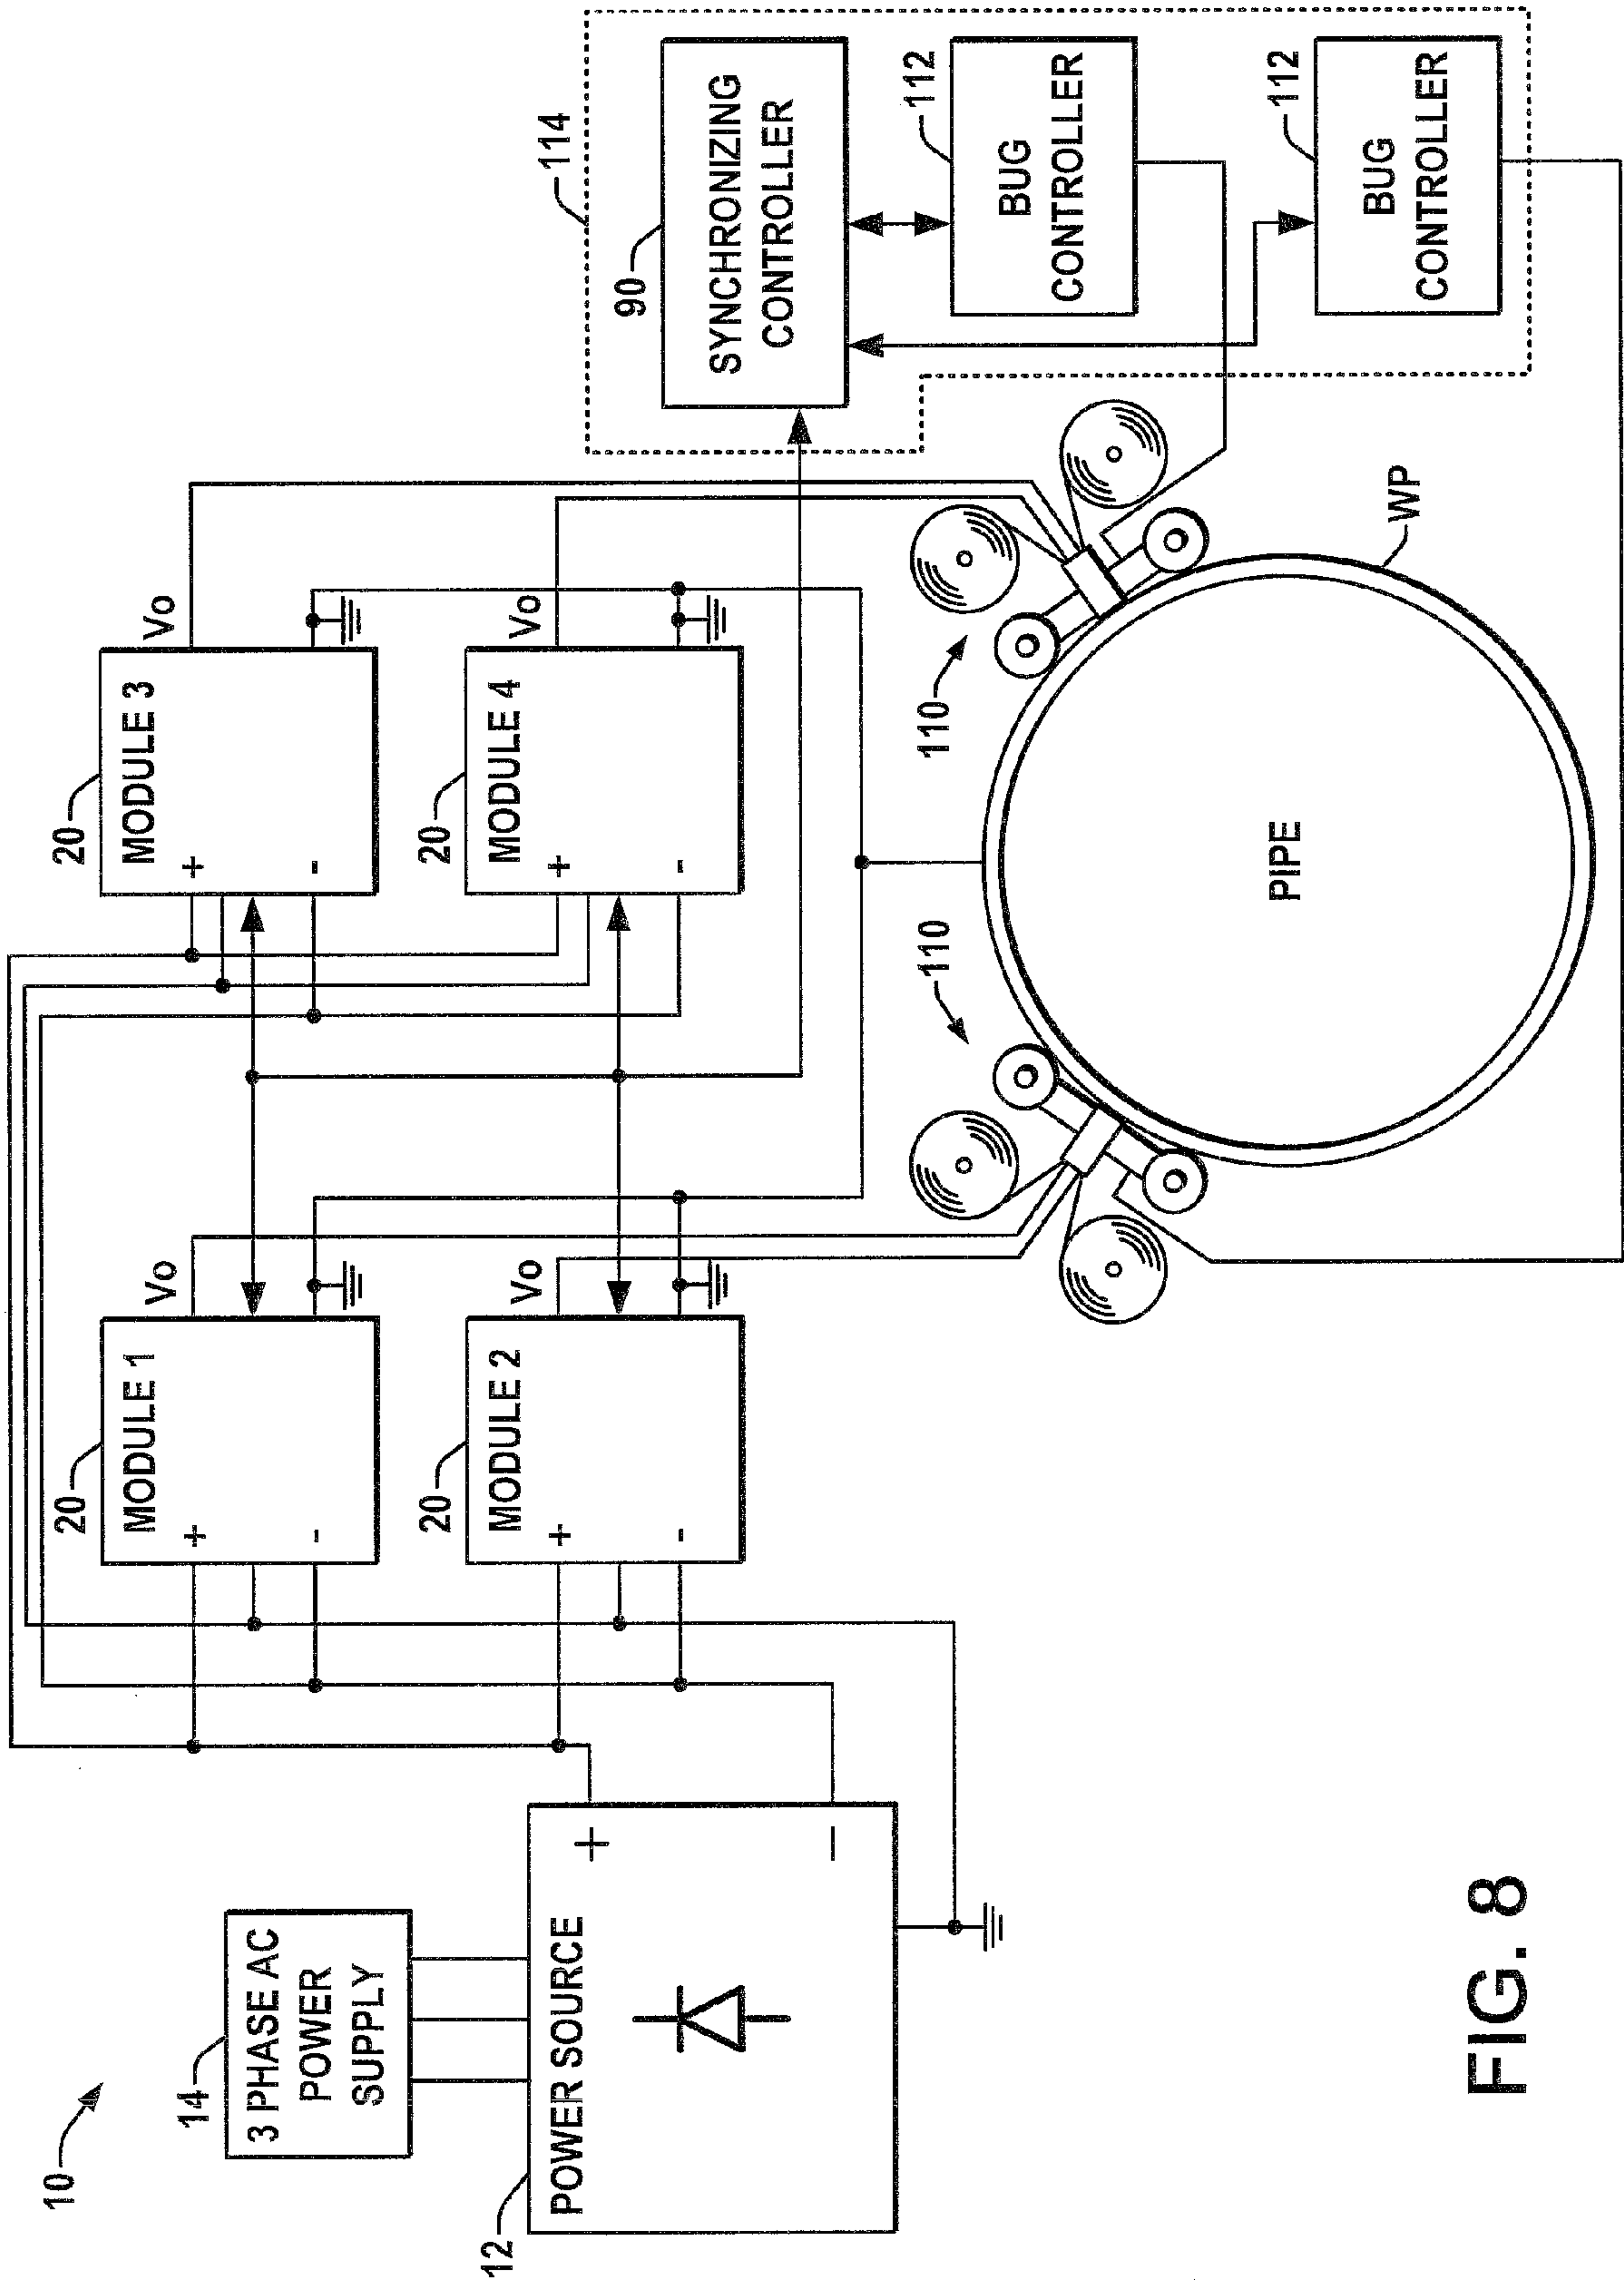 10
14
3 PHASE AC
POWER
SUPPLY
12
POWER SOURCE
+
-
20
MODULE 1
+
-
Vo
20
MODULE 2
+
-
Vo
20
MODULE 3
+
-
Vo
20
MODULE 4
+
-
Vo
114
90
SYNCHRONIZING
CONTROLLER
112
BUG
CONTROLLER
112
BUG
CONTROLLER
110
110
PIPE
WP
FIG. 8